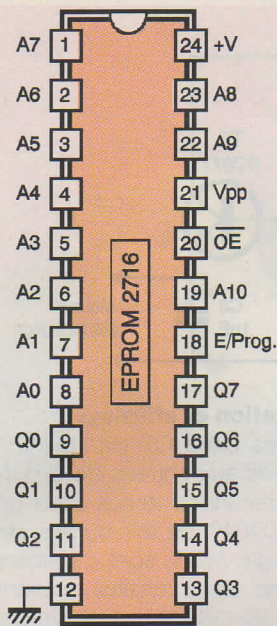 A7 1 24 +V
A6 2 23 A8
A5 3 22 A9
A4 4 21 Vpp
A3 5 20 O̅E̅
A2 6 19 A10
A1 7 18 E/Prog.
A0 8 17 Q7
Q0 9 16 Q6
Q1 10 15 Q5
Q2 11 14 Q4
12 13 Q3
EPROM 2716